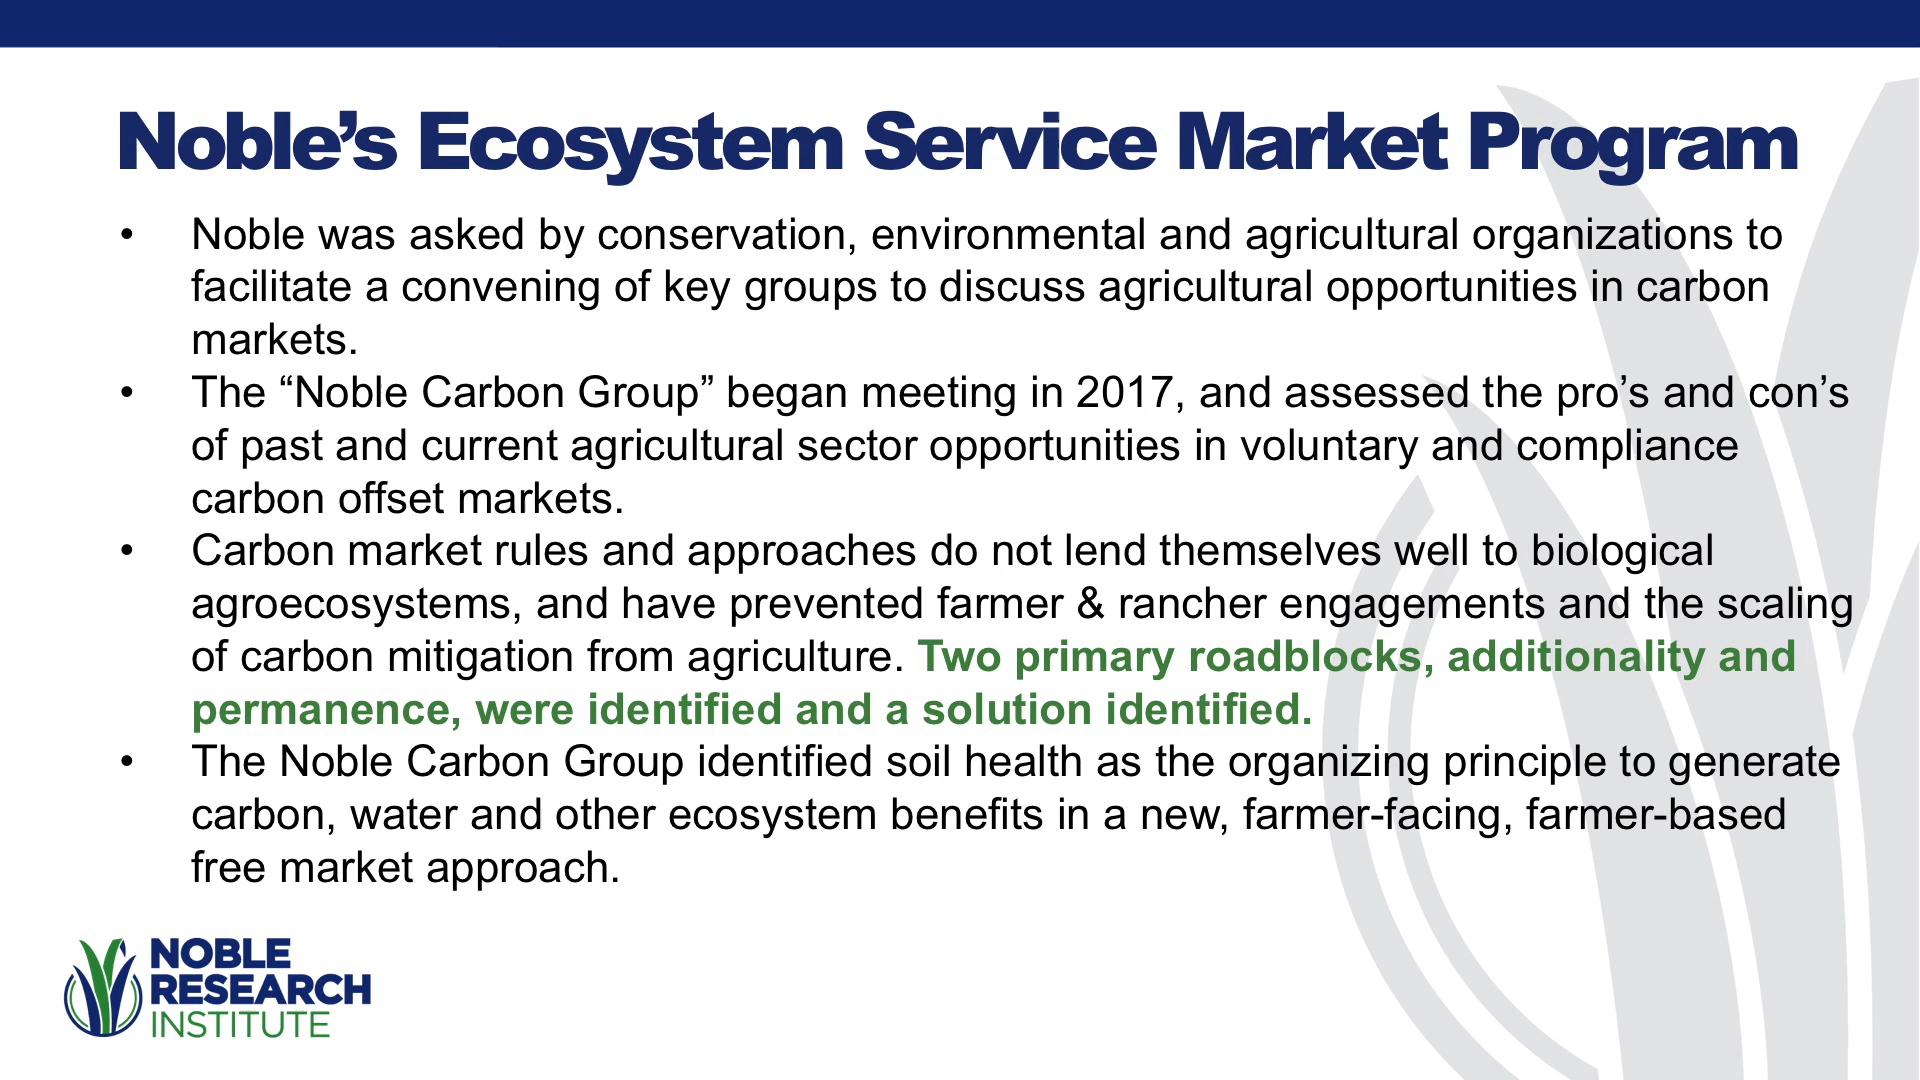 Noble’s Ecosystem Service Market Program
• Noble was asked by conservation, environmental and agricultural organizations to
facilitate a convening of key groups to discuss agricultural opportunities in carbon
markets.
• The “Noble Carbon Group” began meeting in 2017, and assessed the pro’s and con’s
of past and current agricultural sector opportunities in voluntary and compliance
carbon offset markets.
• Carbon market rules and approaches do not lend themselves well to biological
agroecosystems, and have prevented farmer & rancher engagements and the scaling
of carbon mitigation from agriculture. Two primary roadblocks, additionality and
permanence, were identified and a solution identified.
• The Noble Carbon Group identified soil health as the organizing principle to generate
carbon, water and other ecosystem benefits in a new, farmer-facing, farmer-based
free market approach.
NOBLE
RESEARCH
INSTITUTE